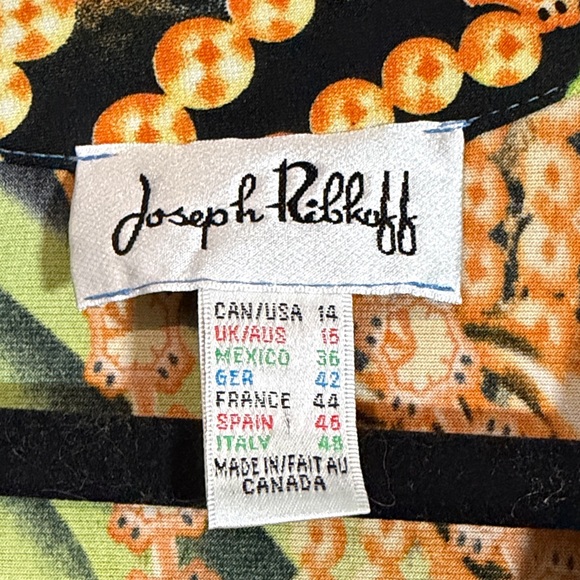 Joseph Ribkoff
CAN/USA 14
UK/AUS 16
MEXICO 36
GER 42
FRANCE 44
SPAIN 46
ITALY 48
MADE IN/FAIT AU
CANADA